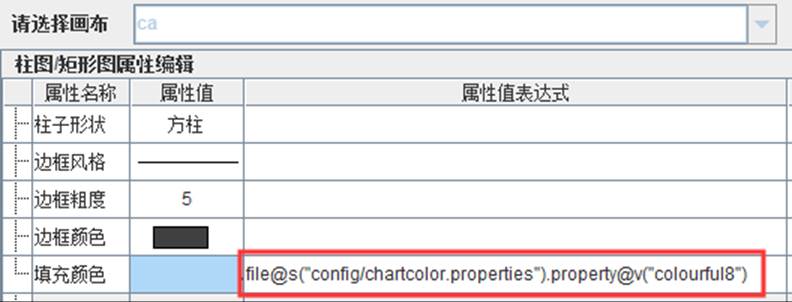 请选择画布 ca
柱图/矩形图属性编辑
属性名称 属性值 属性值表达式
柱子形状 方柱
边框风格
边框粗度 5
边框颜色
填充颜色 file@s("config/chartcolor.properties").property@v("colourful8")